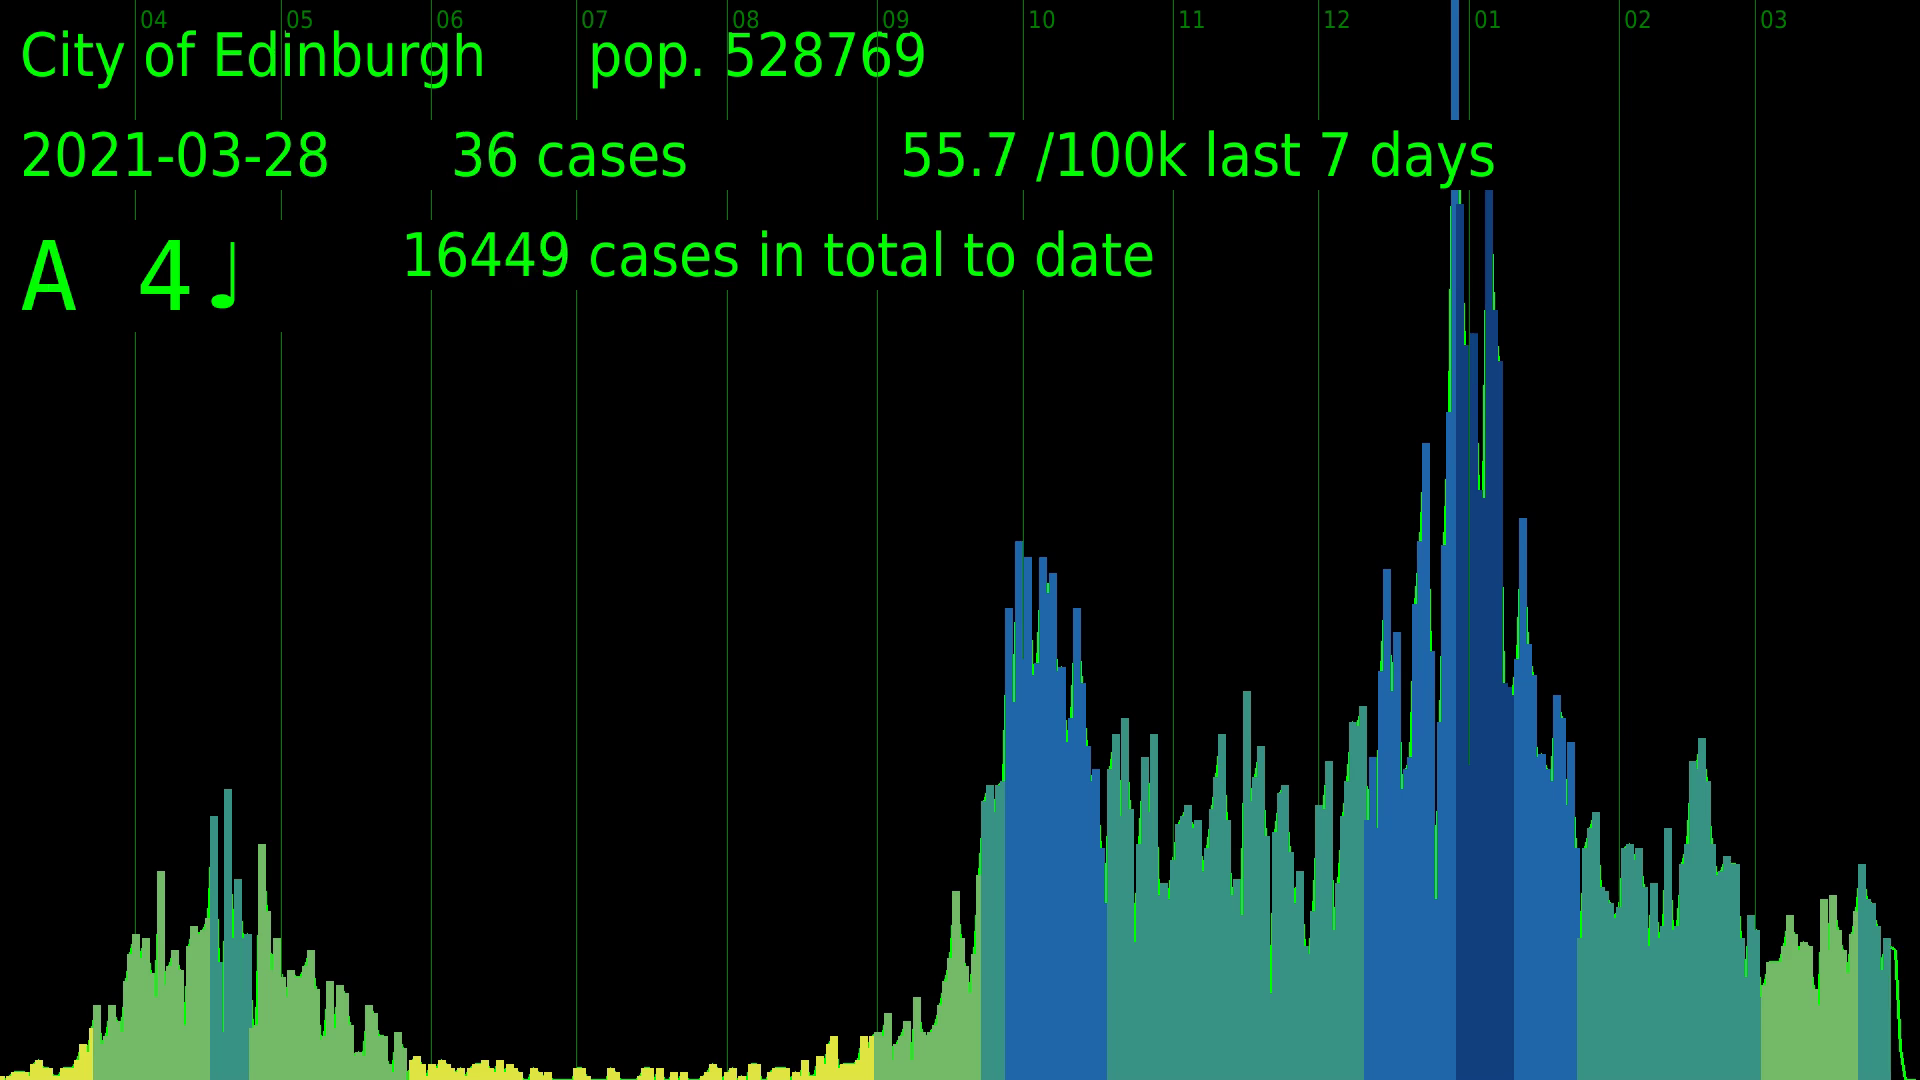 04 05 06 07 08 09 10 11 12 01 02 03
City of Edinburgh pop. 528769
2021-03-28 36 cases 55.7 /100k last 7 days
A 4♩ 16449 cases in total to date